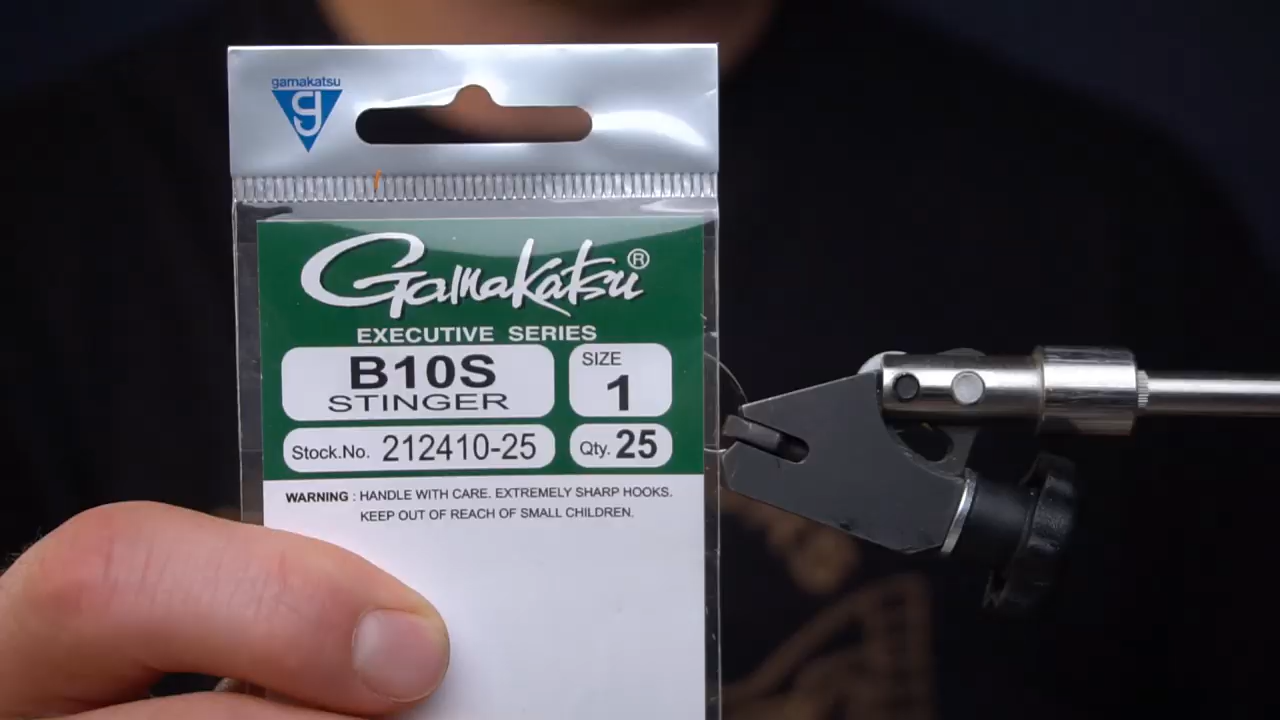 gamakatsu
g
Gamakatsu®
EXECUTIVE SERIES
B10S
STINGER
SIZE
1
Stock.No. 212410-25
Qty. 25
WARNING : HANDLE WITH CARE. EXTREMELY SHARP HOOKS.
KEEP OUT OF REACH OF SMALL CHILDREN.